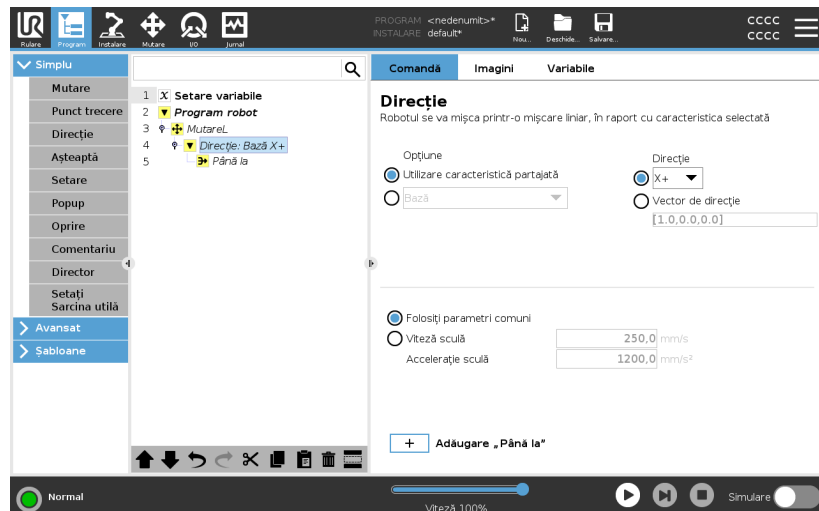 UR
PROGRAM <nedenumit>*
INSTALARE default*
CCCC
CCCC
Rulare Program Instalare Mutare I/O Jurnal Nou... Deschide... Salvare...
Simplu
Mutare
Punct trecere
Direcție
Așteaptă
Setare
Popup
Oprire
Comentariu
Director
Setați
Sarcina utilă
Avansat
Șabloane
1 X Setare variabile
2 Program robot
3 MutareL
4 Direcție: Bază X+
5 Până la
Comandă Imagini Variabile
Direcție
Robotul se va mișca printr-o mișcare liniar, în raport cu caracteristica selectată
Opțiune
Utilizare caracteristică partajată
Bază
Direcție
X+
Vector de direcție
[1.0,0.0,0.0]
Folosiți parametri comuni
Viteză sculă 250,0 mm/s
Accelerație sculă 1200,0 mm/s²
+ Adăugare „Până la”
Normal
Viteză 100%
Simulare